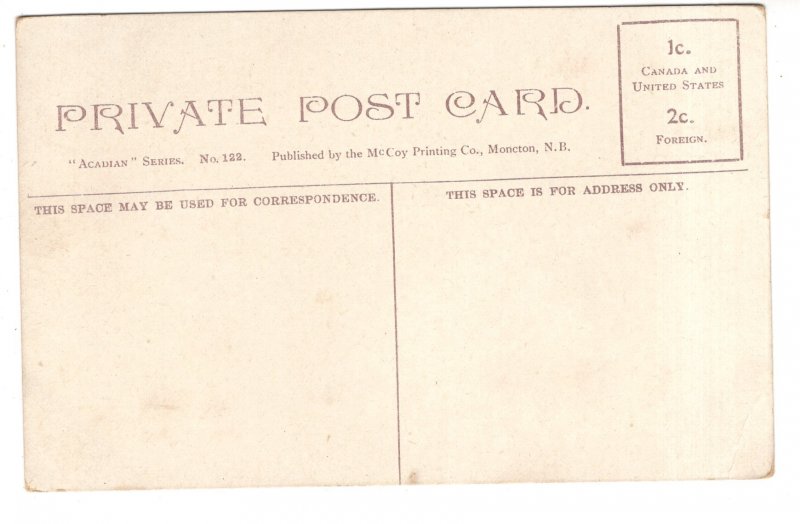 PRIVATE POST CARD.
"ACADIAN" SERIES. No. 122. Published by the McCoy Printing Co., Moncton, N.B.
1c.
CANADA AND
UNITED STATES
2c.
FOREIGN.
THIS SPACE MAY BE USED FOR CORRESPONDENCE.
THIS SPACE IS FOR ADDRESS ONLY.